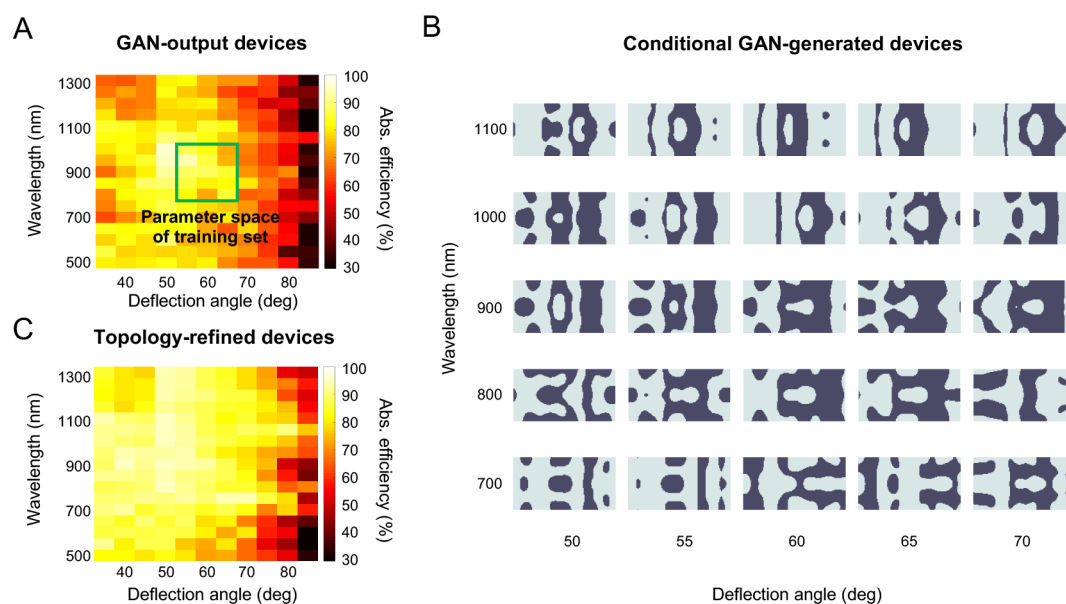 A
GAN-output devices
1300
1100
900
700
500
Wavelength (nm)
40 50 60 70 80
Deflection angle (deg)
Parameter space
of training set
100
90
80
70
60
50
40
30
Abs. efficiency (%)
B
Conditional GAN-generated devices
1100
1000
900
800
700
Wavelength (nm)
50 55 60 65 70
Deflection angle (deg)
C
Topology-refined devices
1300
1100
900
700
500
Wavelength (nm)
40 50 60 70 80
Deflection angle (deg)
100
90
80
70
60
50
40
30
Abs. efficiency (%)